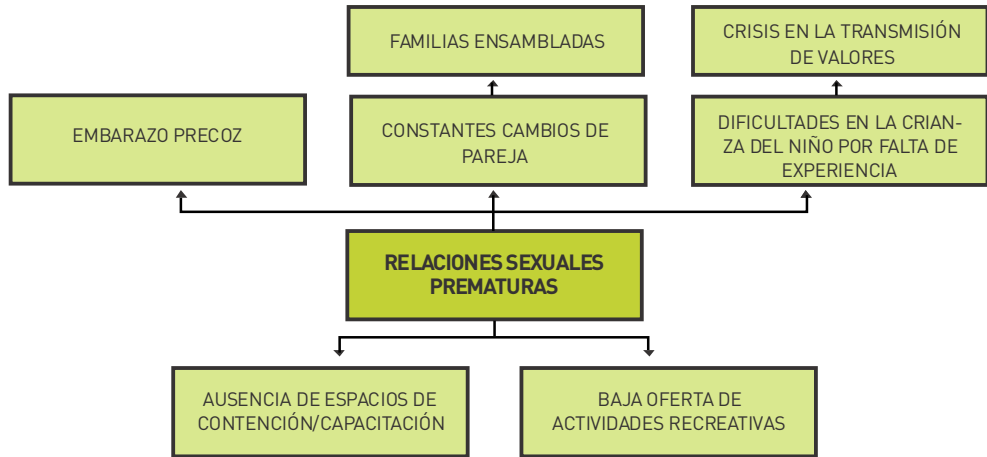 FAMILIAS ENSAMBLADAS
CRISIS EN LA TRANSMISIÓN
DE VALORES
EMBARAZO PRECOZ
CONSTANTES CAMBIOS DE
PAREJA
DIFICULTADES EN LA CRIAN-
ZA DEL NIÑO POR FALTA DE
EXPERIENCIA
RELACIONES SEXUALES
PREMATURAS
AUSENCIA DE ESPACIOS DE
CONTENCIÓN/CAPACITACIÓN
BAJA OFERTA DE
ACTIVIDADES RECREATIVAS